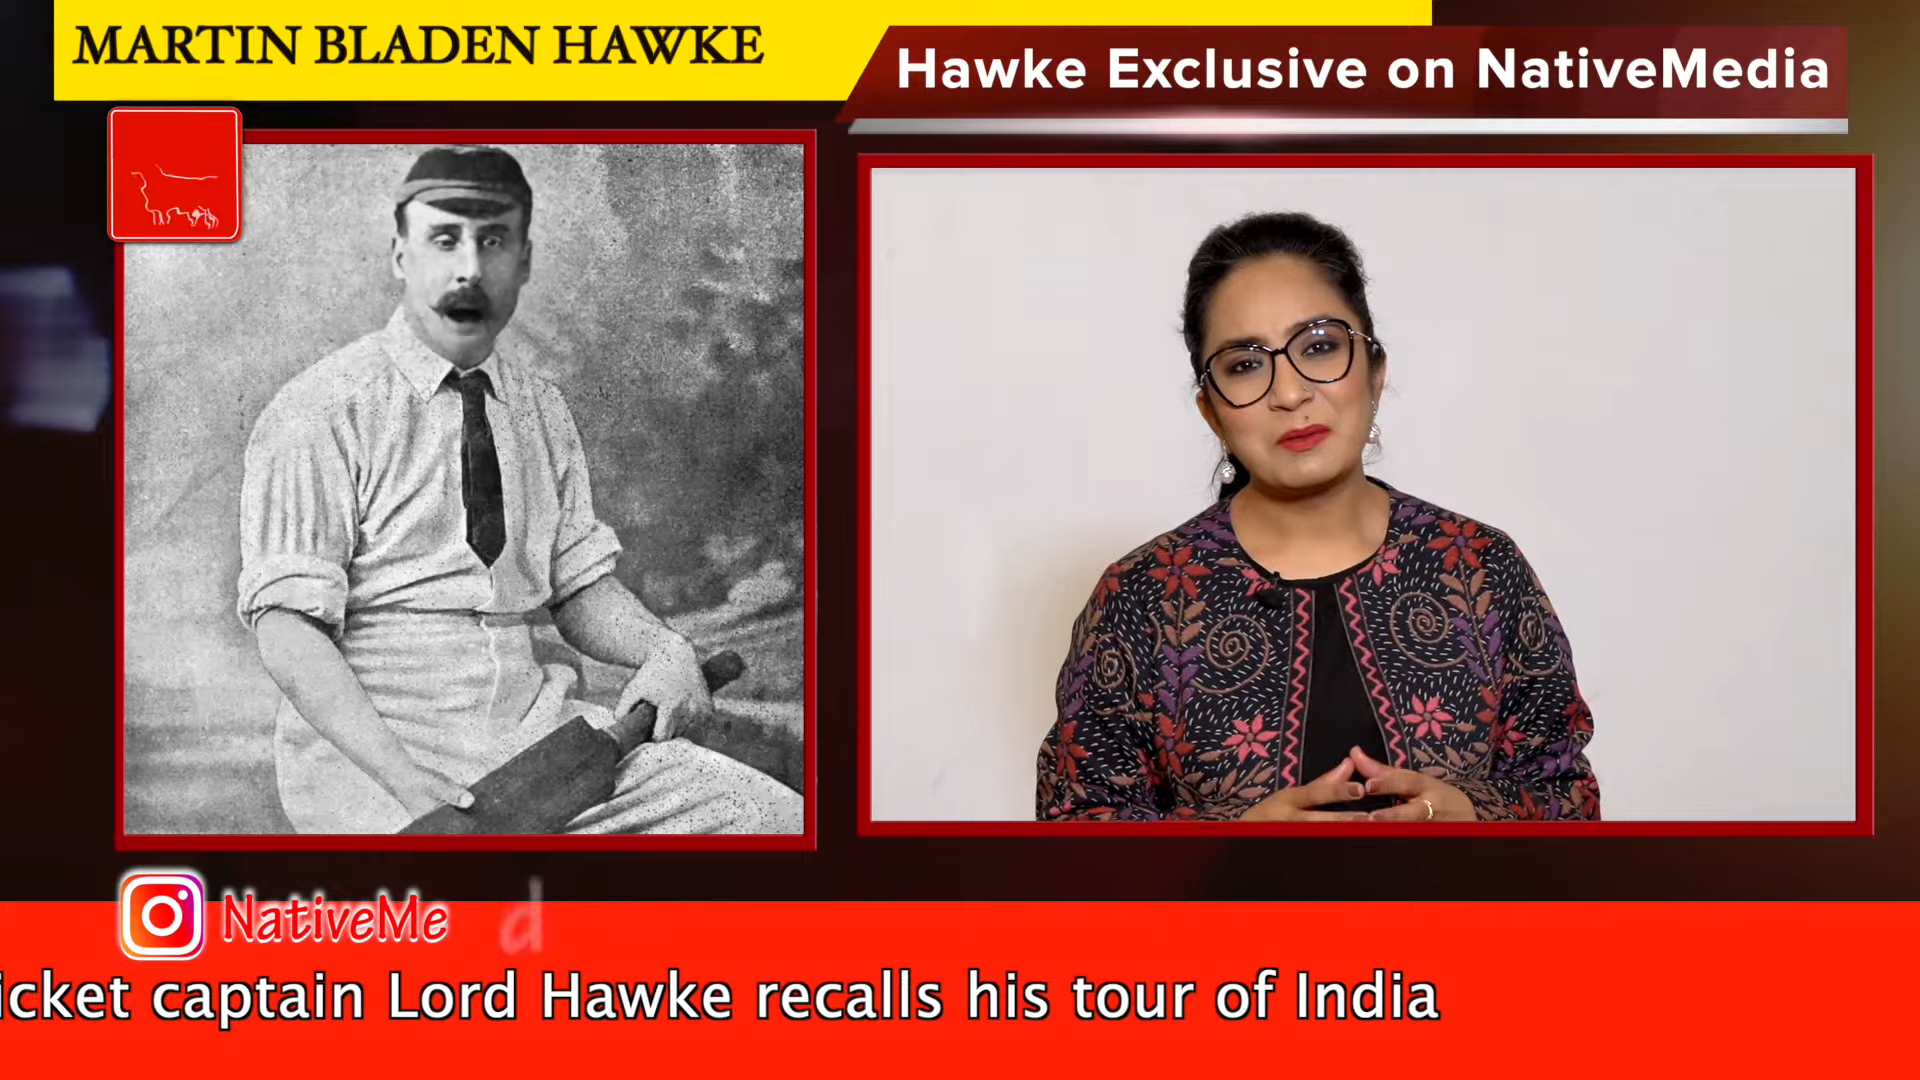 MARTIN BLADEN HAWKE
Hawke Exclusive on NativeMedia
NativeMe d
icket captain Lord Hawke recalls his tour of India